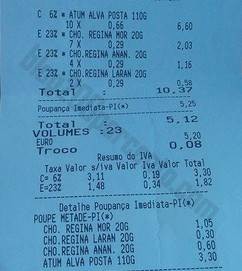 C 6% * ATUM ALVA POSTA 110G
10 X 0,66 6,60
E 23% * CHO. REGINA MOR 20G
7 X 0,29 2,03
E 23% * CHO.REGINA ANAN. 20G
4 X 0,29 1,16
E 23% * CHO.REGINA LARAN 20G
2 X 0,29 0,58
Total : 10,37
Poupança Imediata-PI(*) 5,25
Total : 5,12
VOLUMES :23
EURO 5,20
Troco 0,08
Resumo do IVA
Taxa Valor s/iva Valor Iva Valor Total
C= 6% 3,11 0,19 3,30
E=23% 1,48 0,34 1,82
Detalhe Poupança Imediata-PI(*)
POUPE METADE-PI(*)
CHO. REGINA MOR 20G 1,05
CHO. REGINA ANAN. 20G 0,30
CHO. REGINA LARAN 20G 0,60
ATUM ALVA POSTA 110G 3,30